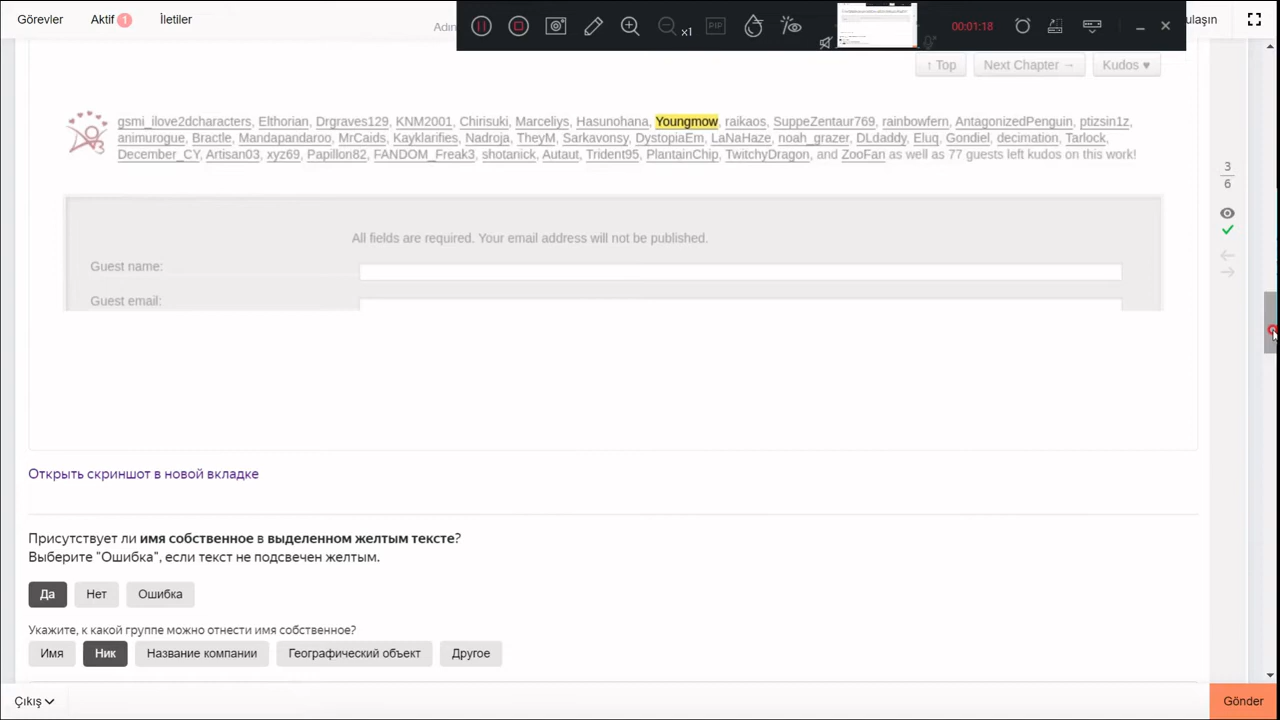 Görevler Aktif 1 İletiler
Adın
x1 PIP 00:01:18
ulaşın
↑ Top Next Chapter → Kudos ♥
gsmi_ilove2dcharacters, Elthorian, Drgraves129, KNM2001, Chirisuki, Marceliys, Hasunohana, Youngmow, raikaos, SuppeZentaur769, rainbowfern, AntagonizedPenguin, ptizsin1z,
animurogue, Bractle, Mandapandaroo, MrCaids, Kayklarifies, Nadroja, TheyM, Sarkavonsy, DystopiaEm, LaNaHaze, noah_grazer, DLdaddy, Eluq, Gondiel, decimation, Tarlock,
December_CY, Artisan03, xyz69, Papillon82, FANDOM_Freak3, shotanick, Autaut, Trident95, PlantainChip, TwitchyDragon, and ZooFan as well as 77 guests left kudos on this work!
3
6
All fields are required. Your email address will not be published.
Guest name:
Guest email:
Открыть скриншот в новой вкладке
Присутствует ли имя собственное в выделенном желтым тексте?
Выберите "Ошибка", если текст не подсвечен желтым.
Да Нет Ошибка
Укажите, к какой группе можно отнести имя собственное?
Имя Ник Название компании Географический объект Другое
Çıkış Gönder